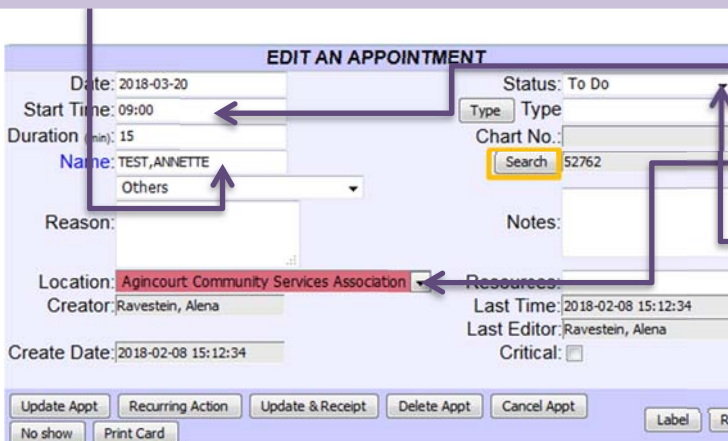 EDIT AN APPOINTMENT
Date: 2018-03-20 Status: To Do
Start Time: 09:00 Type Type
Duration (min): 15 Chart No.:
Name: TEST,ANNETTE Search 52762
Others
Reason: Notes:
Location: Agincourt Community Services Association Resources:
Creator: Ravestein, Alena Last Time: 2018-02-08 15:12:34
Last Editor: Ravestein, Alena
Create Date: 2018-02-08 15:12:34 Critical:
Update Appt Recurring Action Update & Receipt Delete Appt Cancel Appt Label R
No show Print Card